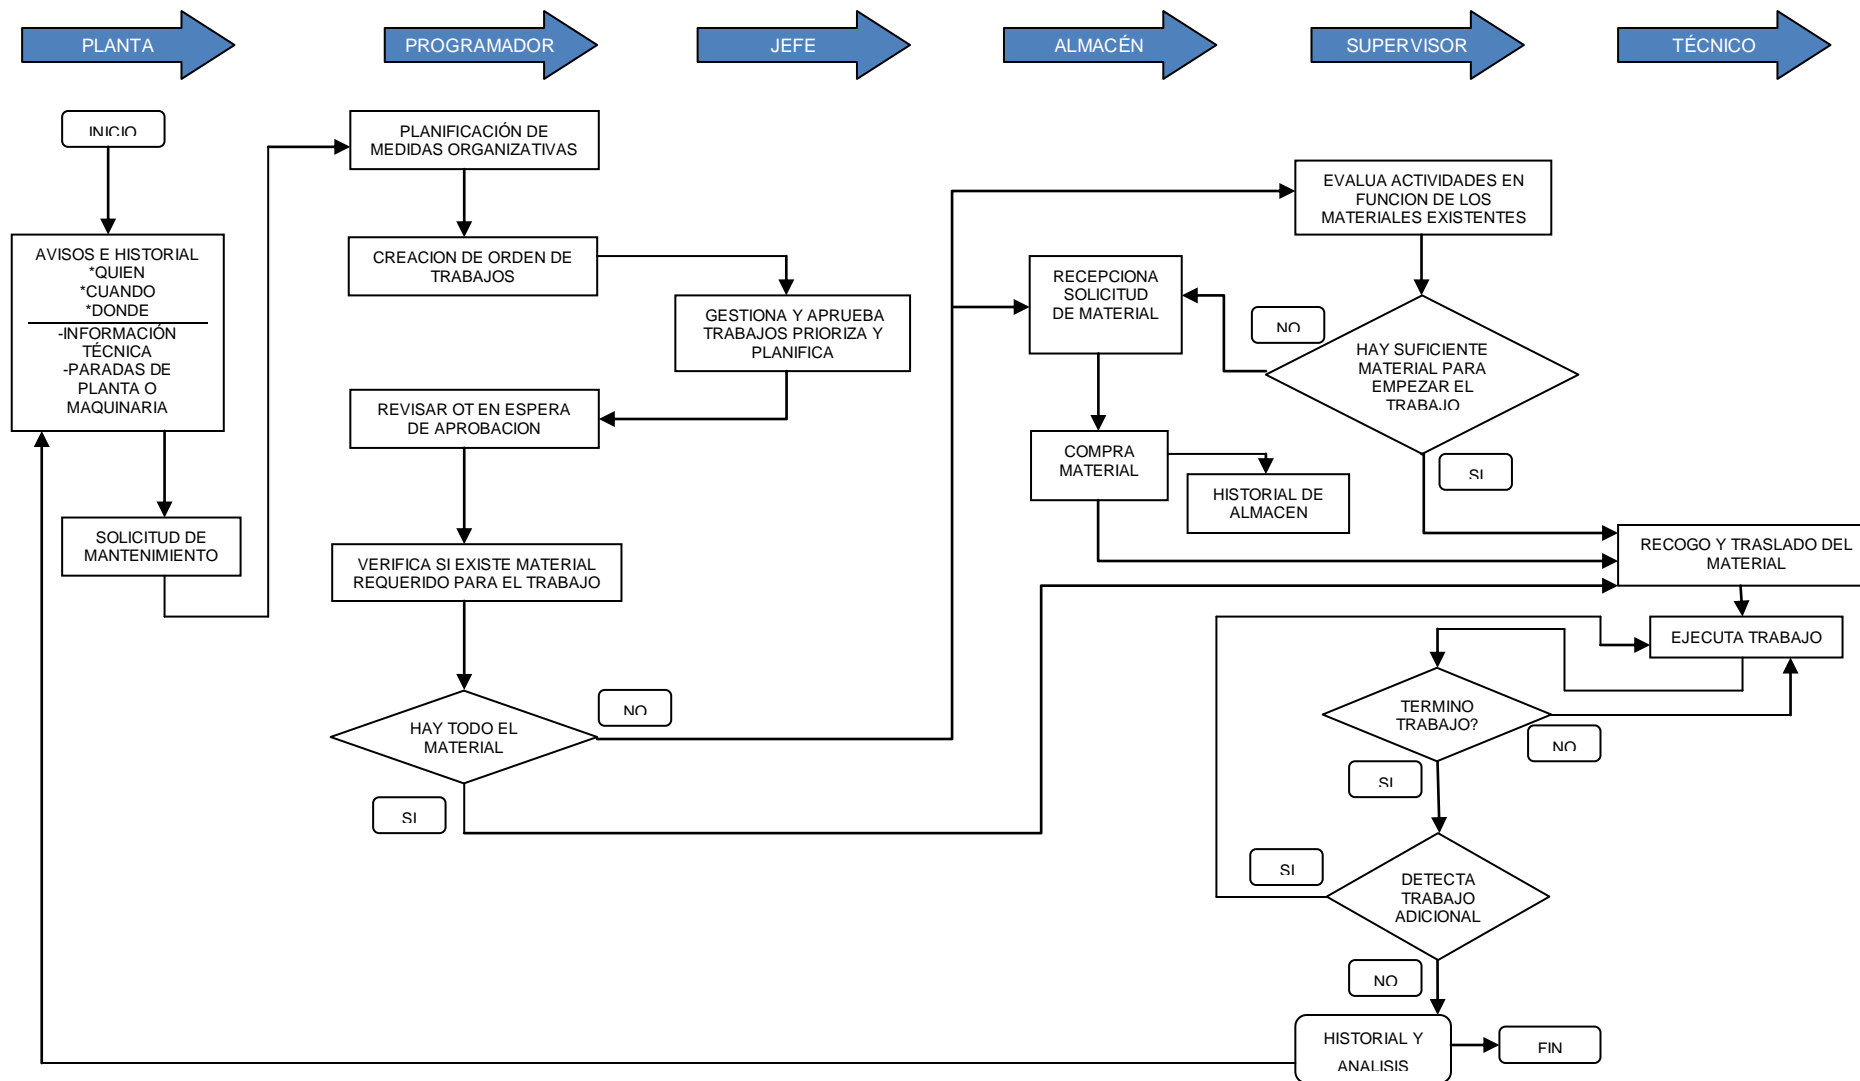 PLANTA
PROGRAMADOR
JEFE
ALMACÉN
SUPERVISOR
TÉCNICO
INICIO
AVISOS E HISTORIAL
*QUIEN
*CUANDO
*DONDE
-INFORMACIÓN
TÉCNICA
-PARADAS DE
PLANTA O
MAQUINARIA
SOLICITUD DE
MANTENIMIENTO
PLANIFICACIÓN DE
MEDIDAS ORGANIZATIVAS
CREACION DE ORDEN DE
TRABAJOS
GESTIONA Y APRUEBA
TRABAJOS PRIORIZA Y
PLANIFICA
REVISAR OT EN ESPERA
DE APROBACION
VERIFICA SI EXISTE MATERIAL
REQUERIDO PARA EL TRABAJO
HAY TODO EL
MATERIAL
NO
SI
RECEPCIONA
SOLICITUD
DE MATERIAL
COMPRA
MATERIAL
HISTORIAL DE
ALMACEN
EVALUA ACTIVIDADES EN
FUNCION DE LOS
MATERIALES EXISTENTES
NO
HAY SUFICIENTE
MATERIAL PARA
EMPEZAR EL
TRABAJO
SI
RECOGO Y TRASLADO DEL
MATERIAL
EJECUTA TRABAJO
TERMINO
TRABAJO?
NO
SI
SI
DETECTA
TRABAJO
ADICIONAL
NO
HISTORIAL Y
ANALISIS
FIN